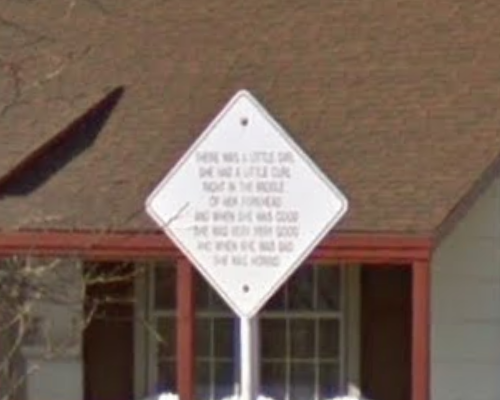 THERE WAS A LITTLE GIRL
SHE HAD A LITTLE CURL
RIGHT IN THE MIDDLE
OF HER FOREHEAD
AND WHEN SHE WAS GOOD
SHE WAS VERY VERY GOOD
AND WHEN SHE WAS BAD
SHE WAS HORRID